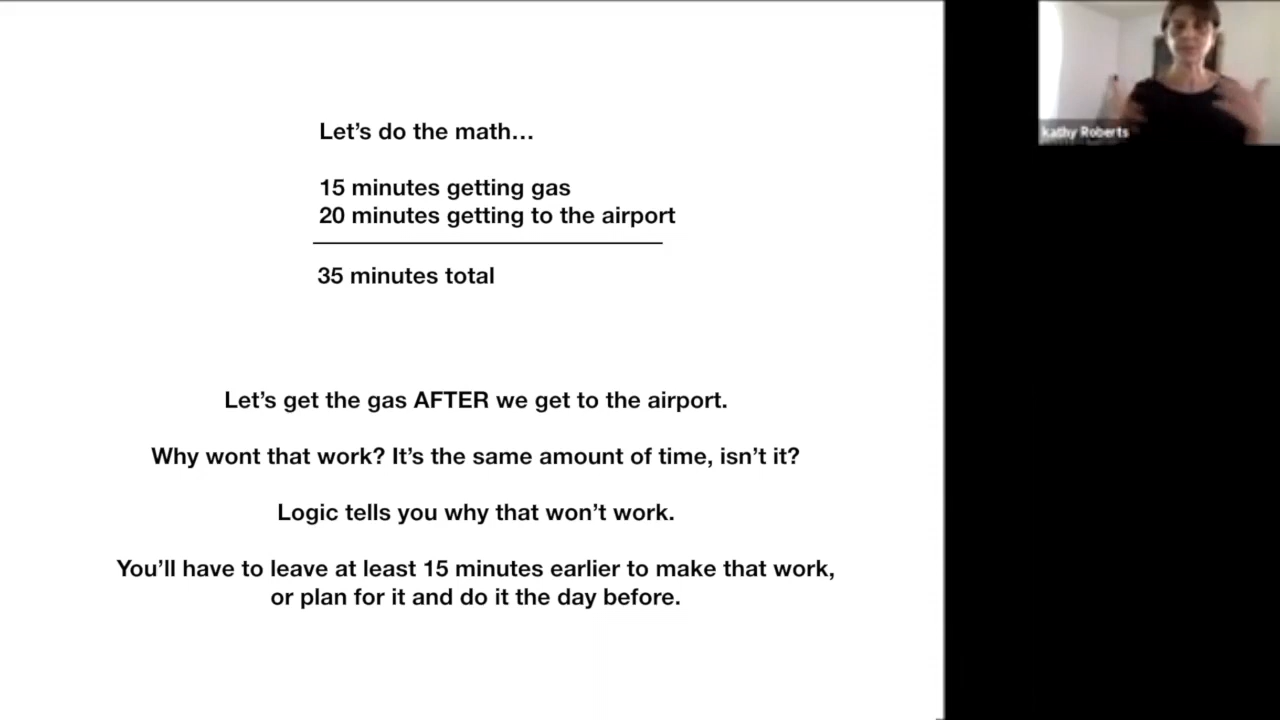 Let’s do the math…
15 minutes getting gas
20 minutes getting to the airport
35 minutes total
Let’s get the gas AFTER we get to the airport.
Why wont that work? It’s the same amount of time, isn’t it?
Logic tells you why that won’t work.
You’ll have to leave at least 15 minutes earlier to make that work,
or plan for it and do it the day before.
kathy Roberts